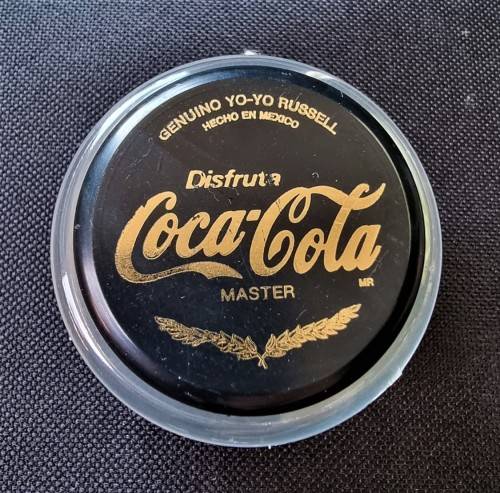 GENUINO YO-YO RUSSELL
HECHO EN MEXICO
Disfruta
Coca-Cola
MR
MASTER